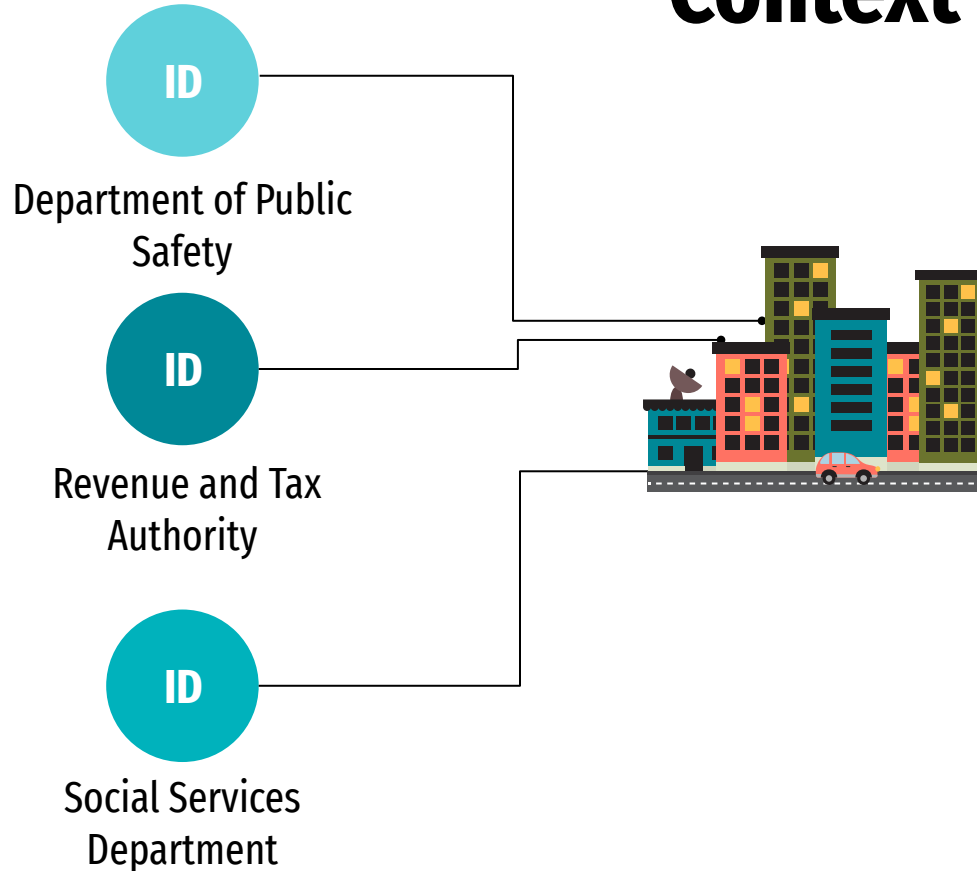 Context
ID
Department of Public
Safety
ID
Revenue and Tax
Authority
ID
Social Services
Department